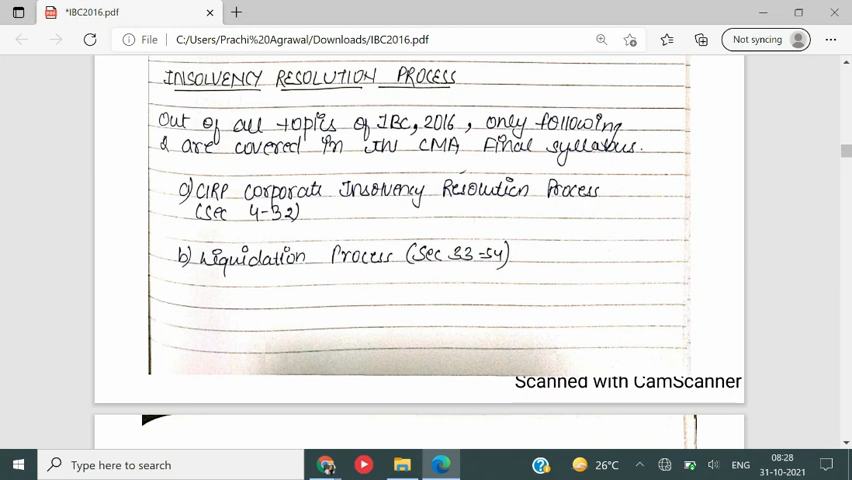 *IBC2016.pdf
File
C:/Users/Prachi%20Agrawal/Downloads/IBC2016.pdf
Not syncing
INSOLVENCY RESOLUTION PROCESS
Out of all topics of IBC, 2016, only following
2 are covered in CMA Final syllabus.
a) CIRP Corporate Insolvency Resolution Process
(Sec 4-32)
b) Liquidation Process (Sec 33-54)
Scanned with CamScanner
Type here to search
26°C
ENG
08:28
31-10-2021